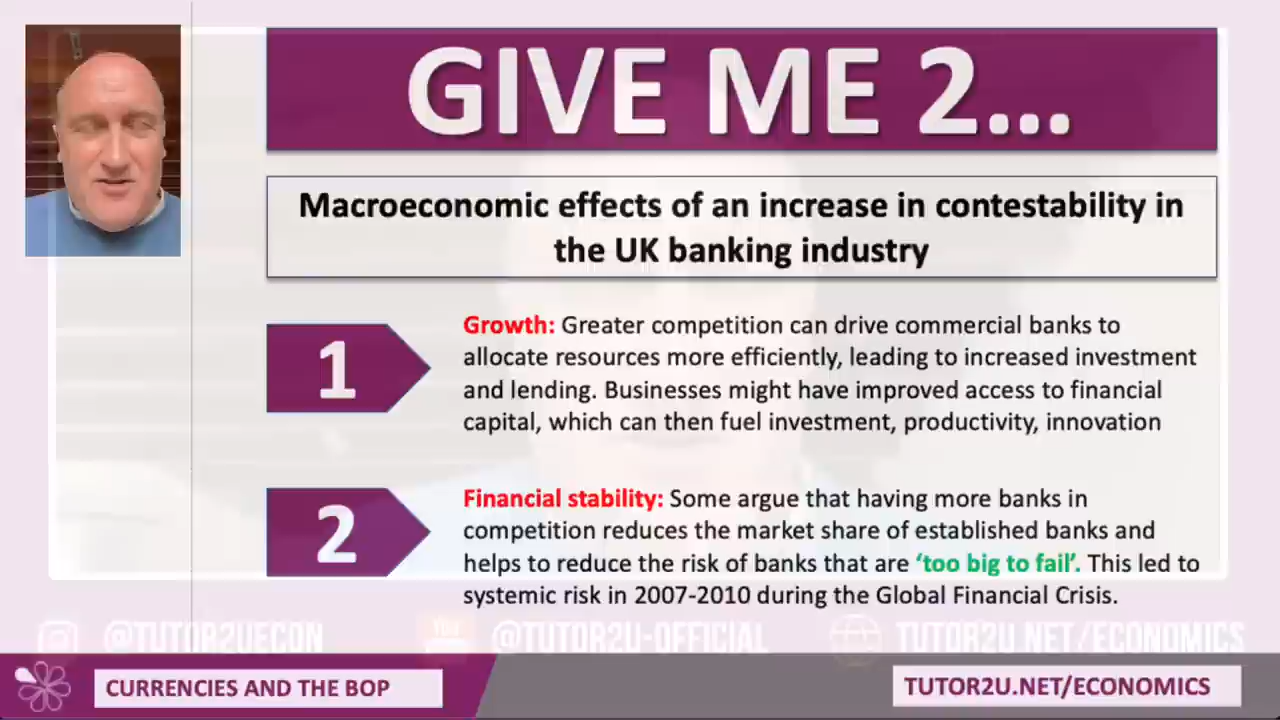 GIVE ME 2...
Macroeconomic effects of an increase in contestability in
the UK banking industry
1
Growth: Greater competition can drive commercial banks to
allocate resources more efficiently, leading to increased investment
and lending. Businesses might have improved access to financial
capital, which can then fuel investment, productivity, innovation
2
Financial stability: Some argue that having more banks in
competition reduces the market share of established banks and
helps to reduce the risk of banks that are ‘too big to fail’. This led to
systemic risk in 2007-2010 during the Global Financial Crisis.
@TUTOR2UECON
You
@TUTOR2U-OFFICIAL
TUTOR2U.NET/ECONOMICS
CURRENCIES AND THE BOP
TUTOR2U.NET/ECONOMICS